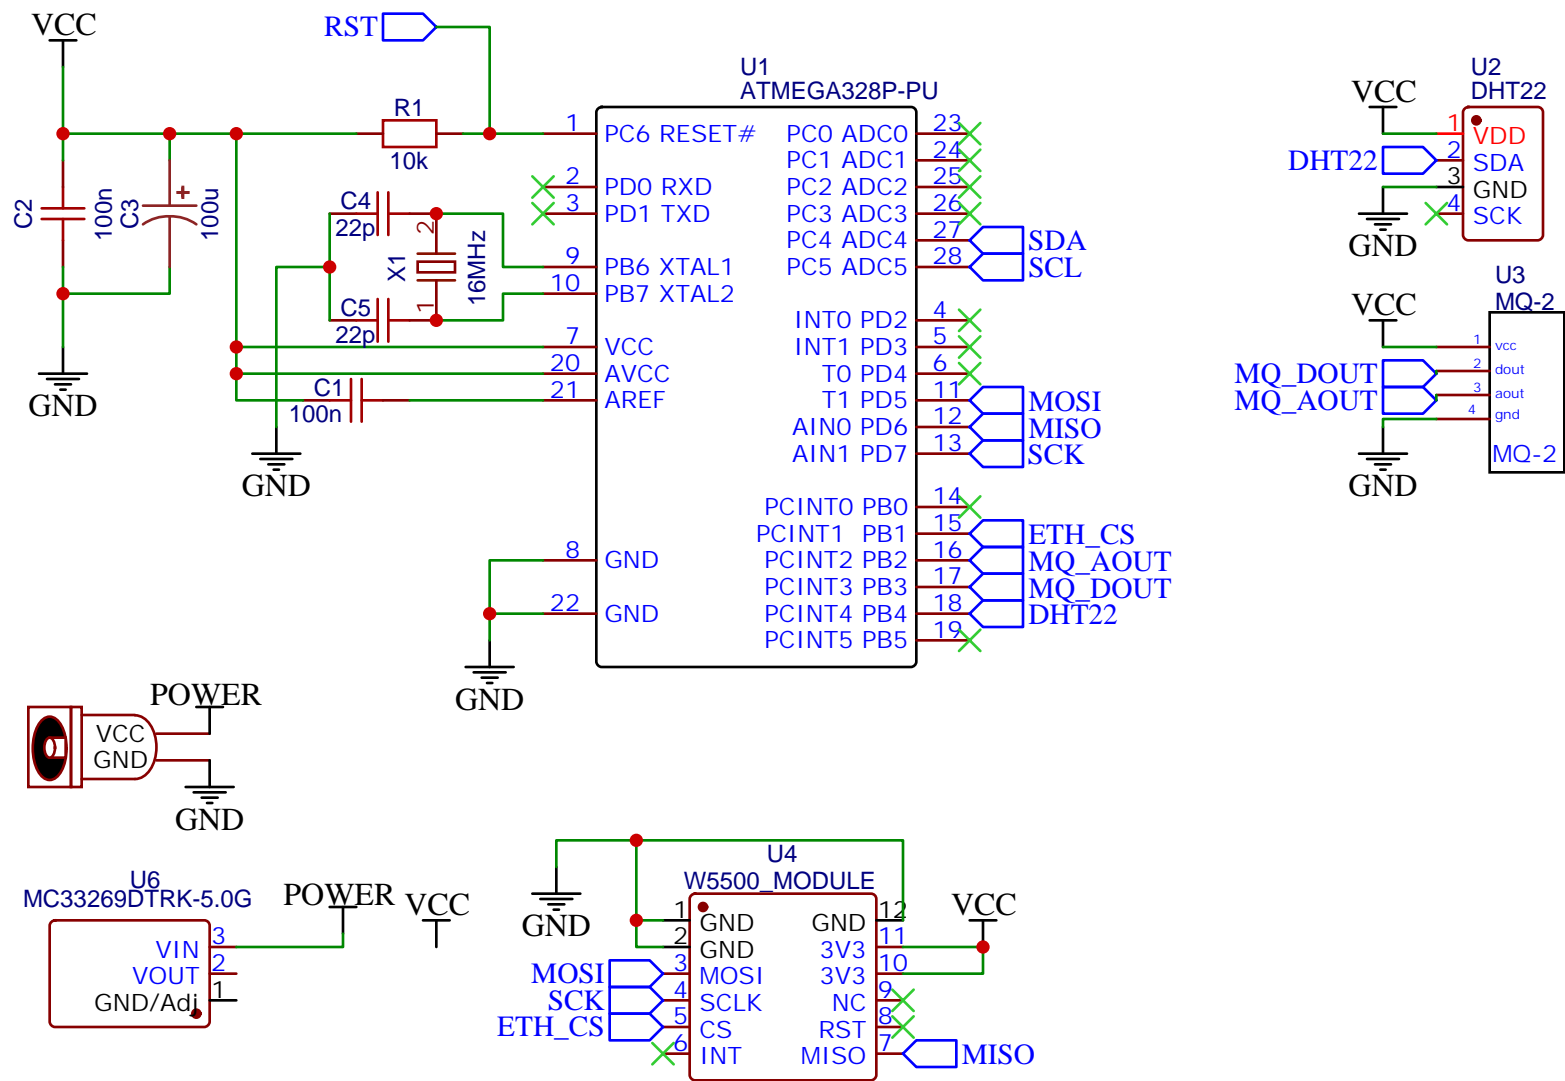 VCC
RST
R1
10k
C2
100n
C3
100u
+
GND
C4
22p
C5
22p
X1
16MHz
2
1
C1
100n
GND
U1
ATMEGA328P-PU
1 PC6 RESET#
2 PD0 RXD
3 PD1 TXD
9 PB6 XTAL1
10 PB7 XTAL2
7 VCC
20 AVCC
21 AREF
8 GND
22 GND
GND
PC0 ADC0 23
PC1 ADC1 24
PC2 ADC2 25
PC3 ADC3 26
PC4 ADC4 27 SDA
PC5 ADC5 28 SCL
INT0 PD2 4
INT1 PD3 5
T0 PD4 6
T1 PD5 11 MOSI
AIN0 PD6 12 MISO
AIN1 PD7 13 SCK
PCINT0 PB0 14
PCINT1 PB1 15 ETH_CS
PCINT2 PB2 16 MQ_AOUT
PCINT3 PB3 17 MQ_DOUT
PCINT4 PB4 18 DHT22
PCINT5 PB5 19
U2
DHT22
VCC
1 VDD
DHT22 2 SDA
3 GND
4 SCK
GND
U3
MQ-2
VCC
1 vcc
MQ_DOUT 2 dout
MQ_AOUT 3 aout
4 gnd
MQ-2
GND
POWER
VCC
GND
GND
U6
MC33269DTRK-5.0G
POWER
VCC
VIN 3
VOUT 2
GND/Adj 1
U4
W5500_MODULE
GND
VCC
1 GND
2 GND
MOSI 3 MOSI
SCK 4 SCLK
ETH_CS 5 CS
6 INT
GND 12
3V3 11
3V3 10
NC 9
RST 8
MISO 7 MISO